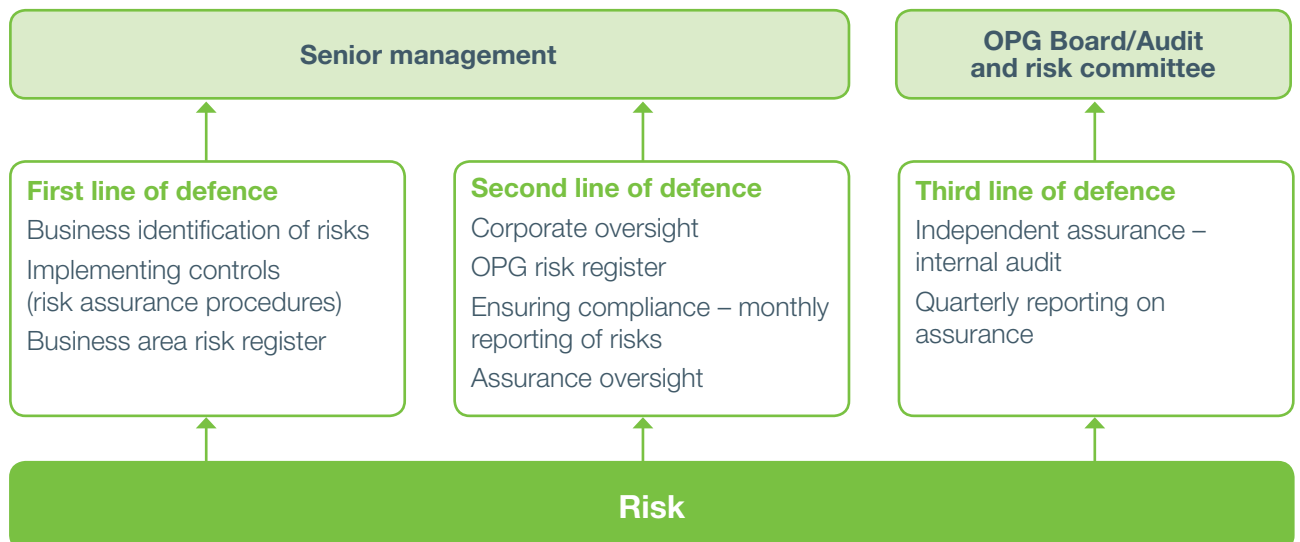 Senior management
OPG Board/Audit
and risk committee
First line of defence
Business identification of risks
Implementing controls
(risk assurance procedures)
Business area risk register
Second line of defence
Corporate oversight
OPG risk register
Ensuring compliance – monthly
reporting of risks
Assurance oversight
Third line of defence
Independent assurance –
internal audit
Quarterly reporting on
assurance
Risk